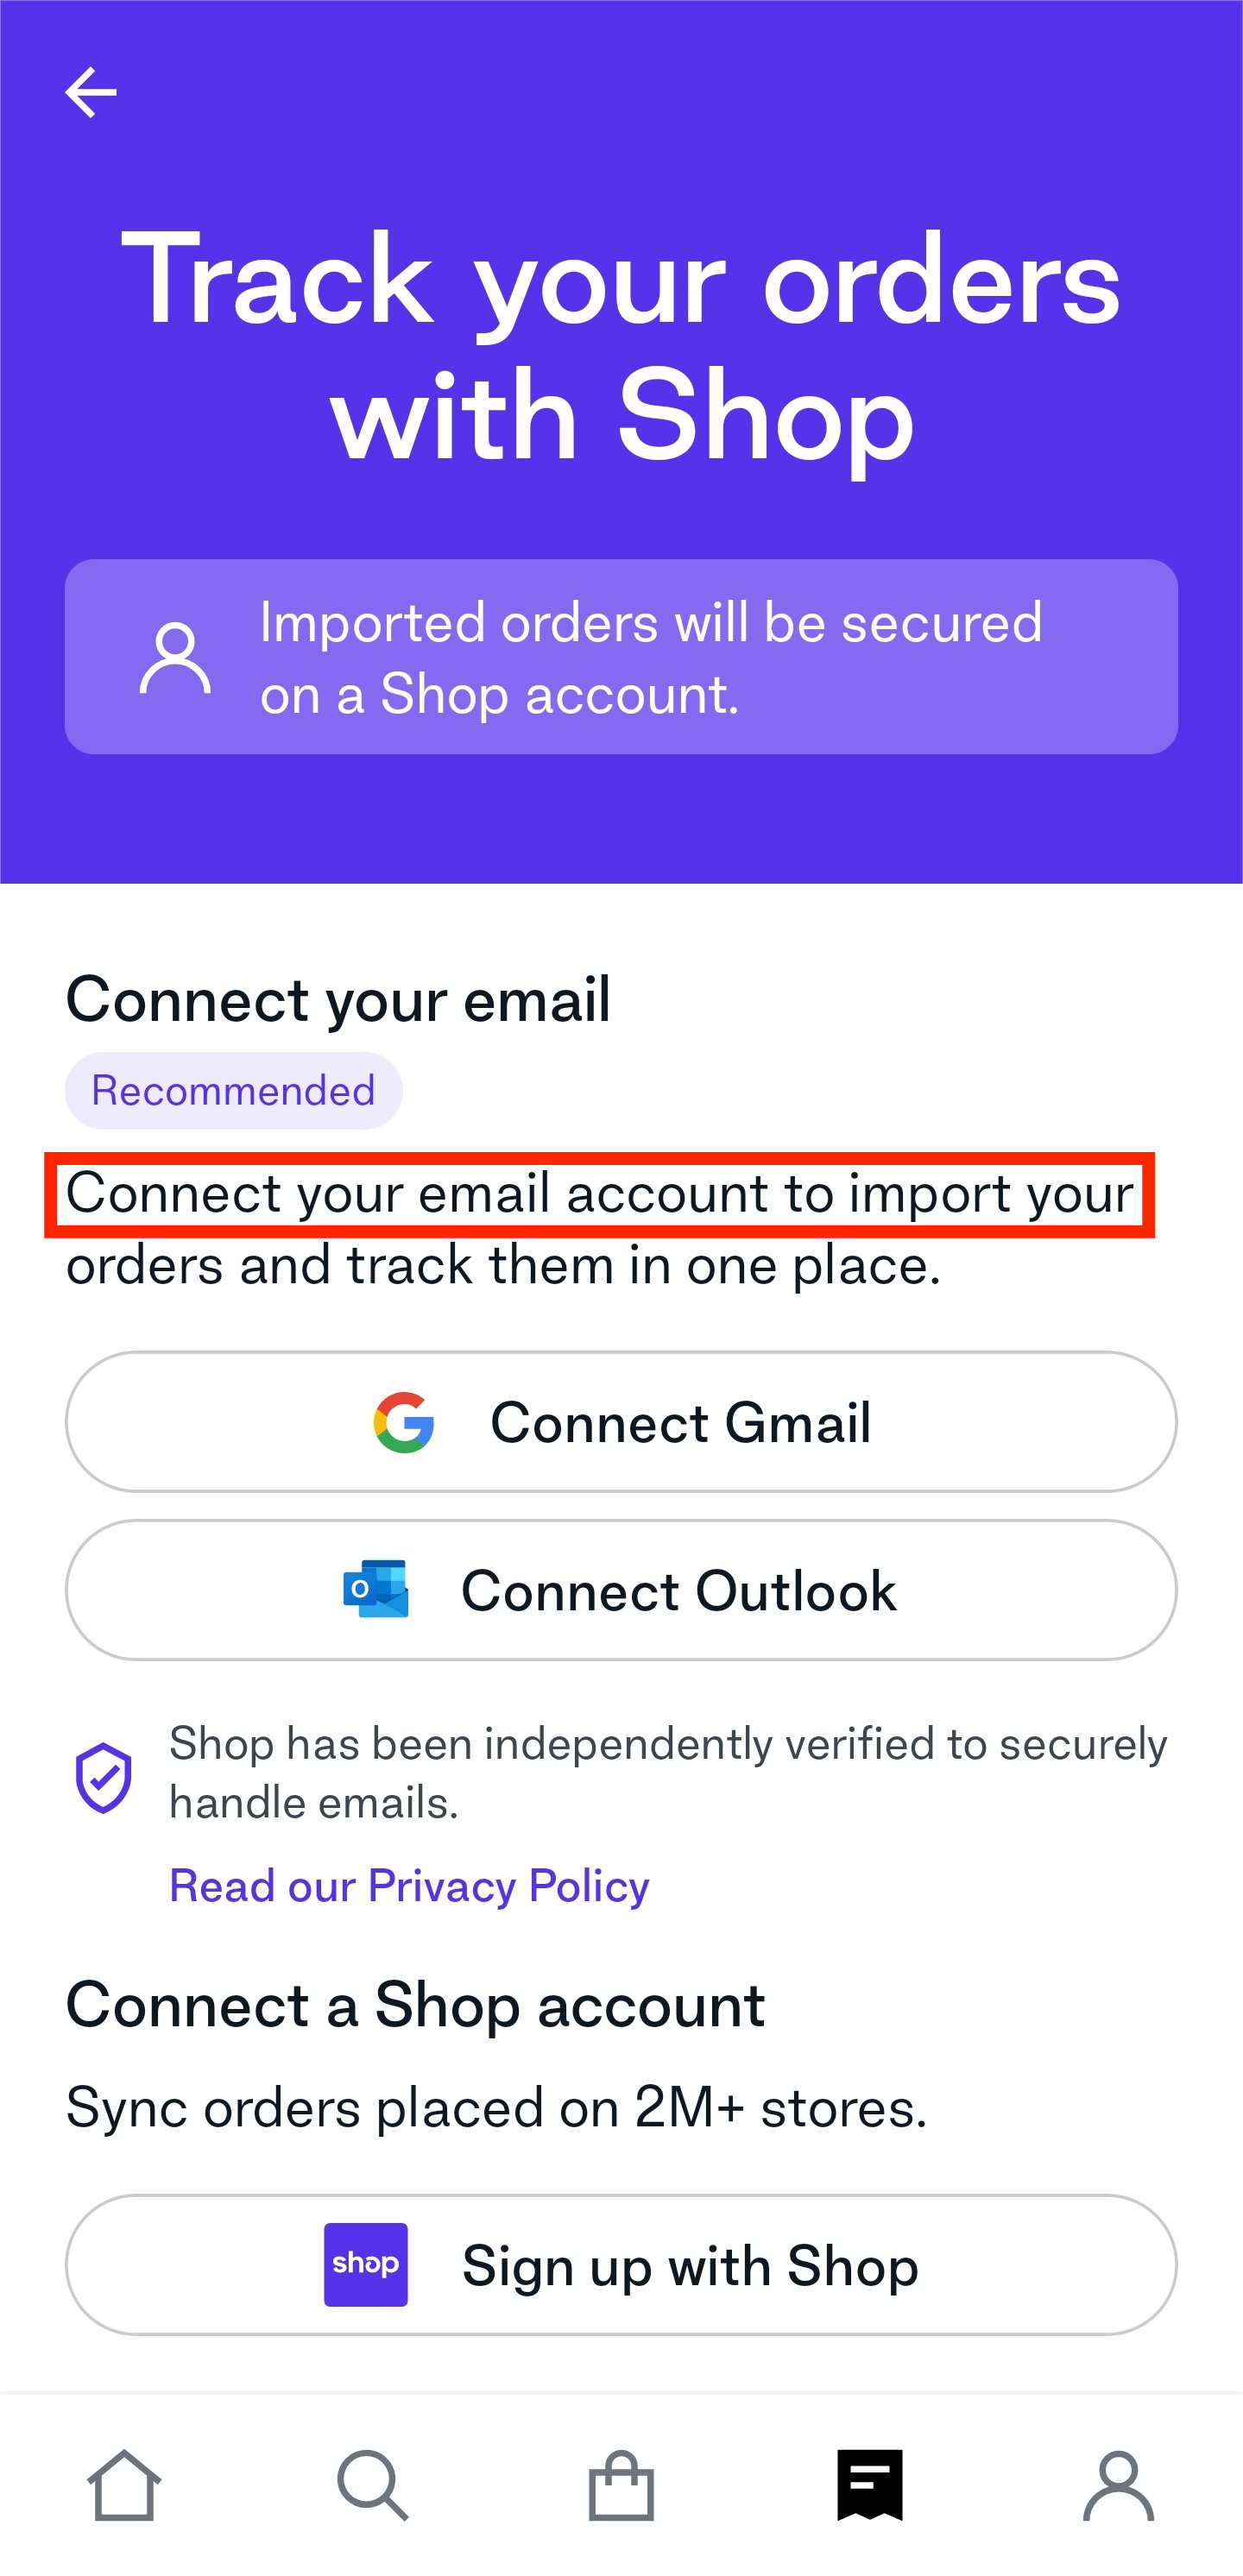 Track your orders
with Shop
Imported orders will be secured
on a Shop account.
Connect your email
Recommended
Connect your email account to import your
orders and track them in one place.
Connect Gmail
O
Connect Outlook
Shop has been independently verified to securely
handle emails.
Read our Privacy Policy
Connect a Shop account
Sync orders placed on 2M+ stores.
shop
Sign up with Shop